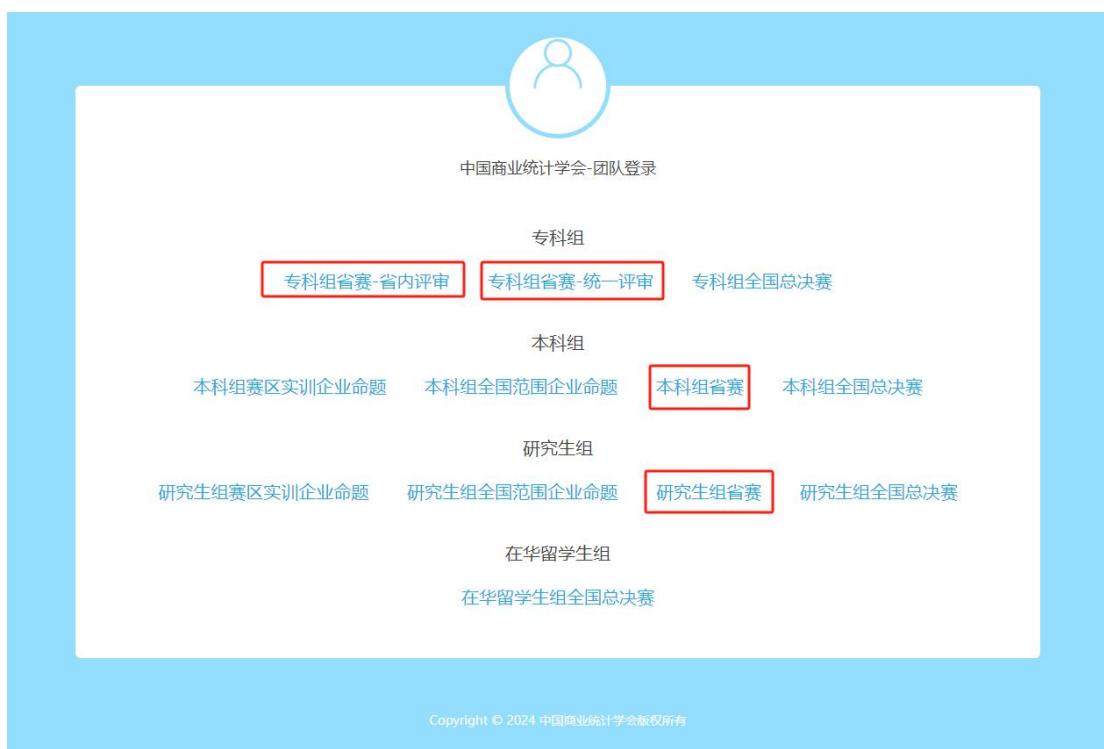 中国商业统计学会-团队登录
专科组
专科组省赛-省内评审 专科组省赛-统一评审 专科组全国总决赛
本科组
本科组赛区实训企业命题 本科组全国范围企业命题 本科组省赛 本科组全国总决赛
研究生组
研究生组赛区实训企业命题 研究生组全国范围企业命题 研究生组省赛 研究生组全国总决赛
在华留学生组
在华留学生组全国总决赛
Copyright © 2024 中国商业统计学会版权所有